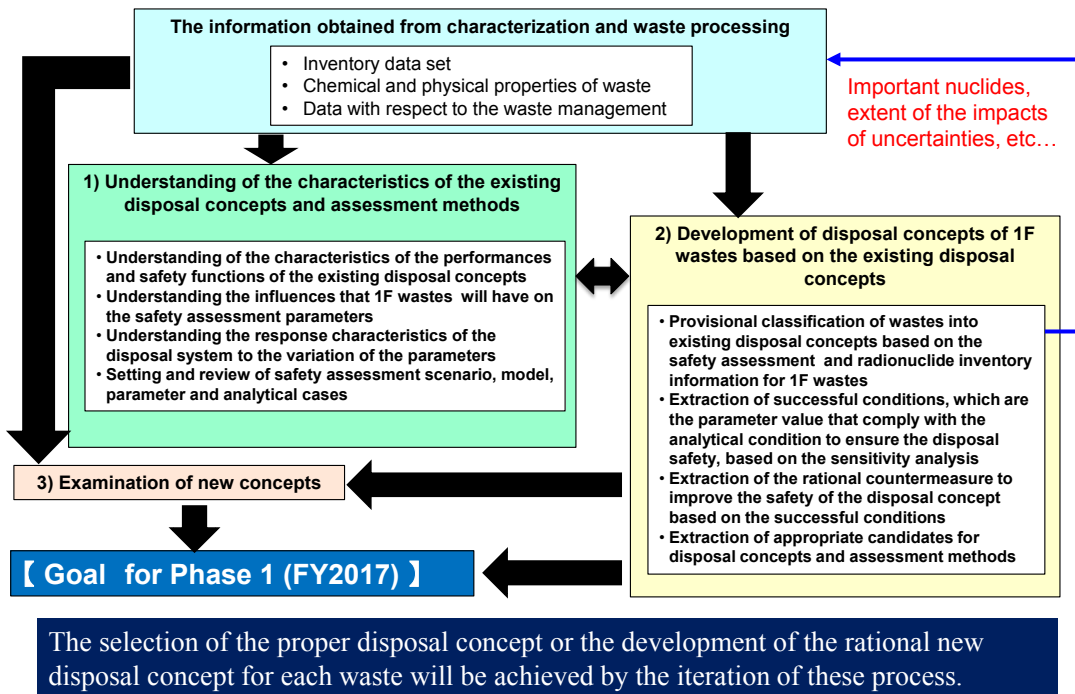 The information obtained from characterization and waste processing
• Inventory data set
• Chemical and physical properties of waste
• Data with respect to the waste management
Important nuclides,
extent of the impacts
of uncertainties, etc…
1) Understanding of the characteristics of the existing
disposal concepts and assessment methods
• Understanding of the characteristics of the performances
and safety functions of the existing disposal concepts
• Understanding the influences that 1F wastes will have on
the safety assessment parameters
• Understanding the response characteristics of the
disposal system to the variation of the parameters
• Setting and review of safety assessment scenario, model,
parameter and analytical cases
2) Development of disposal concepts of 1F
wastes based on the existing disposal
concepts
• Provisional classification of wastes into
existing disposal concepts based on the
safety assessment and radionuclide inventory
information for 1F wastes
• Extraction of successful conditions, which are
the parameter value that comply with the
analytical condition to ensure the disposal
safety, based on the sensitivity analysis
• Extraction of the rational countermeasure to
improve the safety of the disposal concept
based on the successful conditions
• Extraction of appropriate candidates for
disposal concepts and assessment methods
3) Examination of new concepts
【 Goal for Phase 1 (FY2017) 】
The selection of the proper disposal concept or the development of the rational new
disposal concept for each waste will be achieved by the iteration of these process.